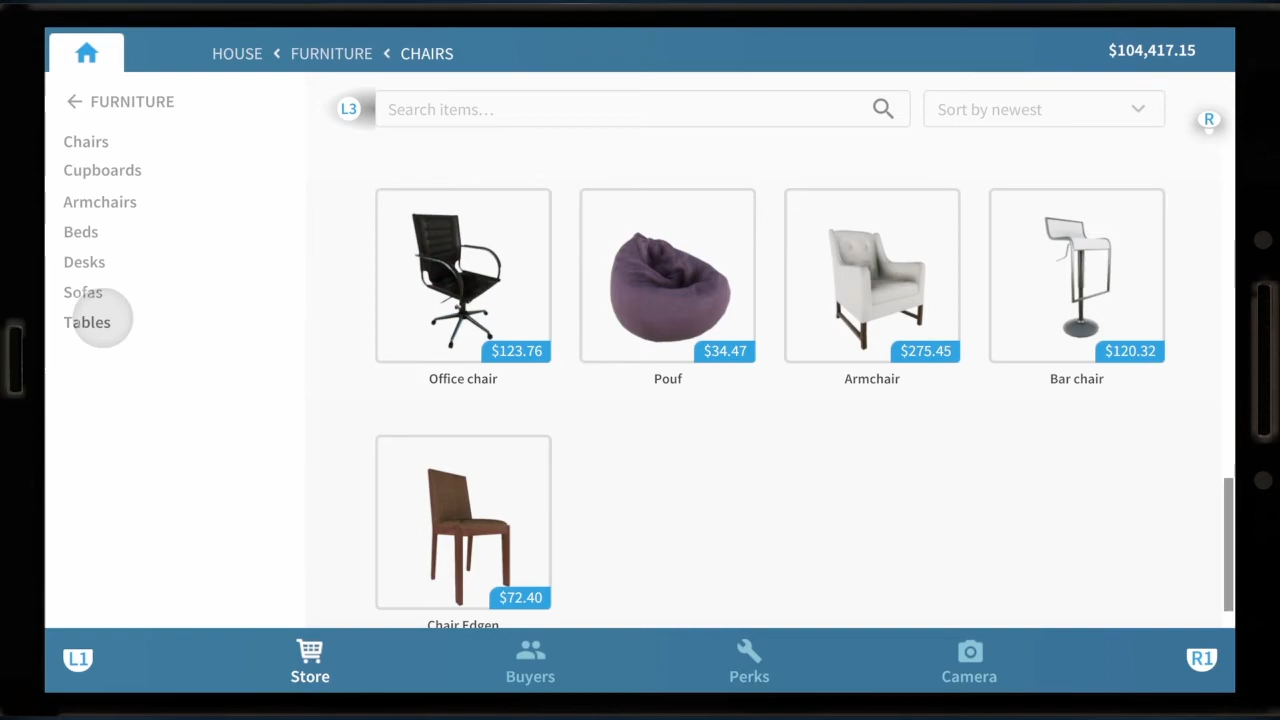 HOUSE < FURNITURE < CHAIRS
$104,417.15
FURNITURE
Chairs
Cupboards
Armchairs
Beds
Desks
Sofas
Tables
L3
Search items...
Sort by newest
R
$123.76
$34.47
$275.45
$120.32
Office chair
Pouf
Armchair
Bar chair
$72.40
Chair Edgen
L1
Store
Buyers
Perks
Camera
R1